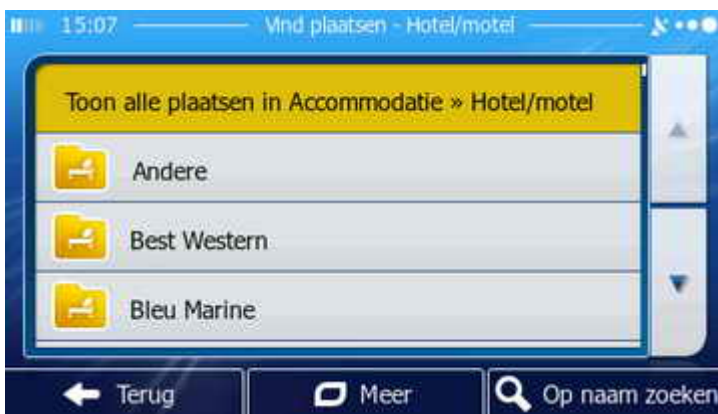 15:07 Vind plaatsen - Hotel/motel
Toon alle plaatsen in Accommodatie » Hotel/motel
Andere
Best Western
Bleu Marine
Terug Meer Op naam zoeken